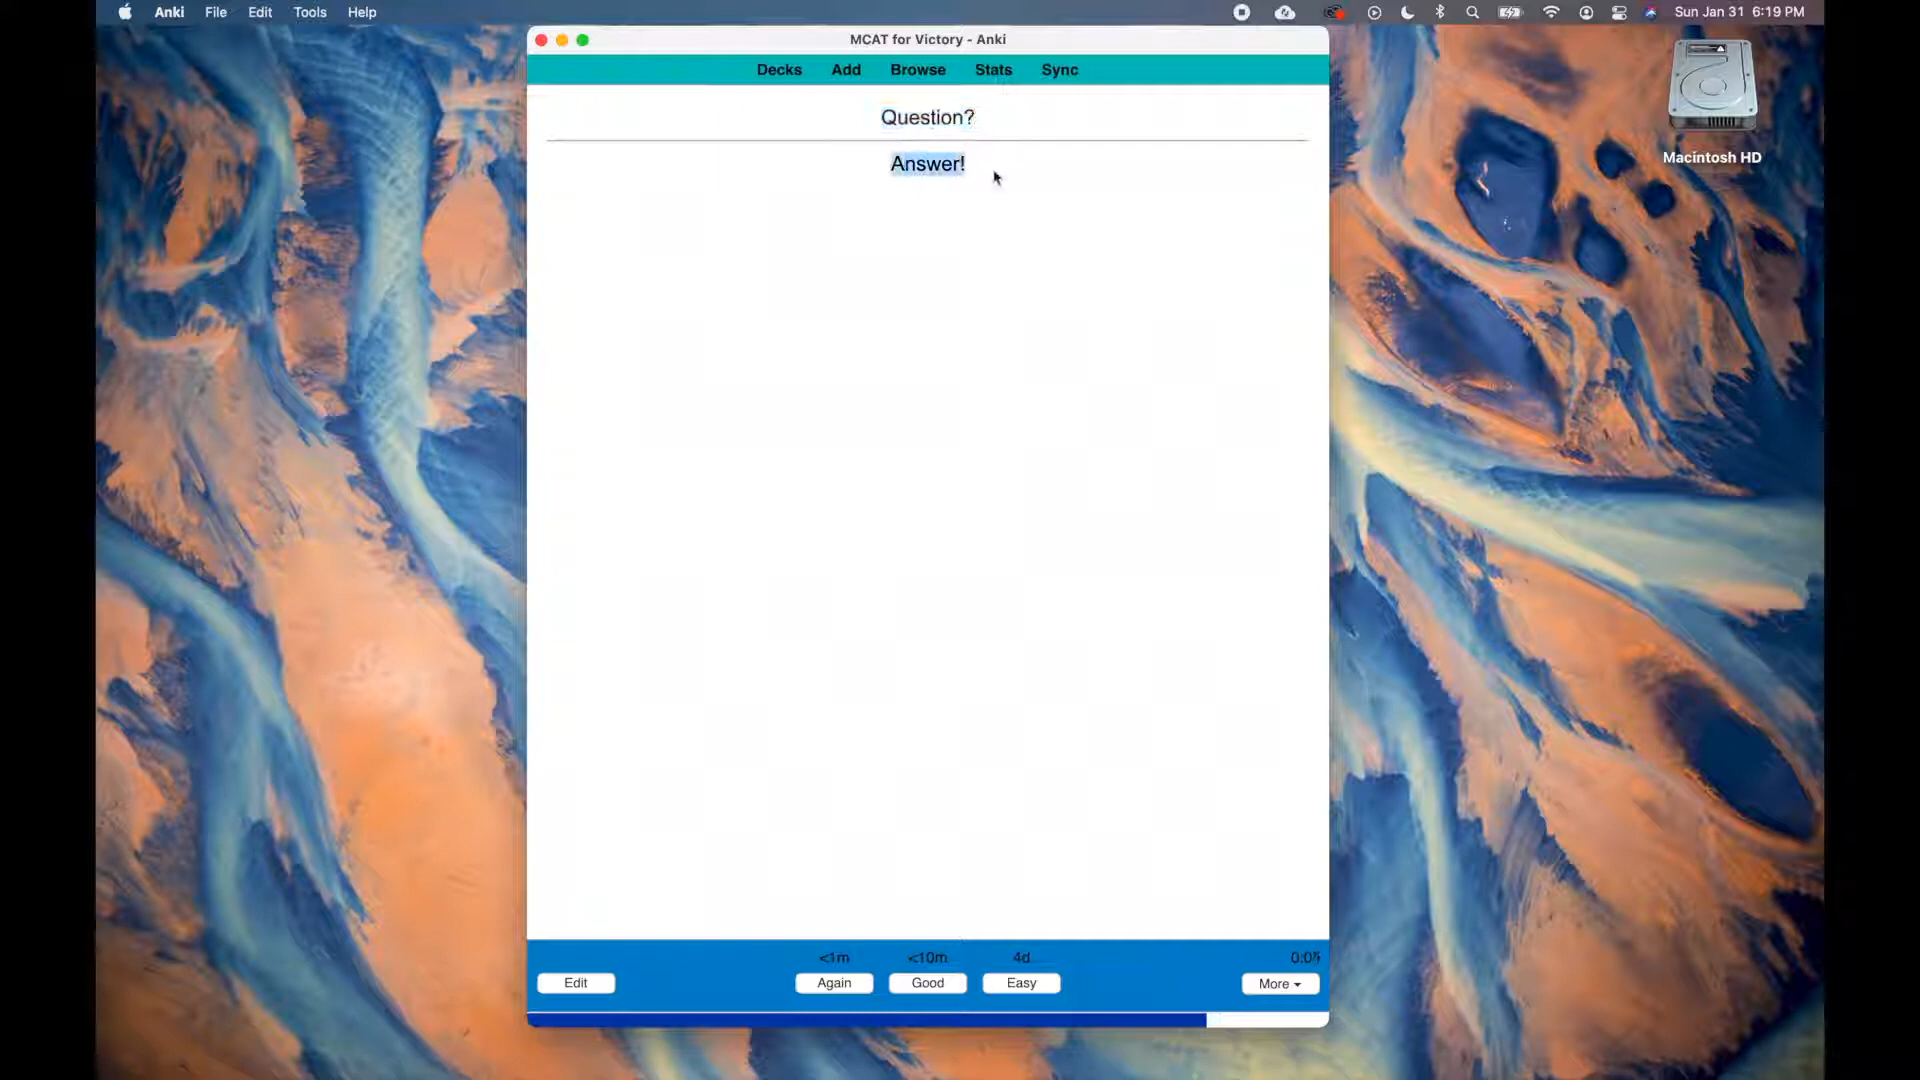 Anki File Edit Tools Help
Sun Jan 31 6:19 PM
MCAT for Victory - Anki
Decks Add Browse Stats Sync
Question?
Answer!
Macintosh HD
<1m <10m 4d
Edit Again Good Easy More